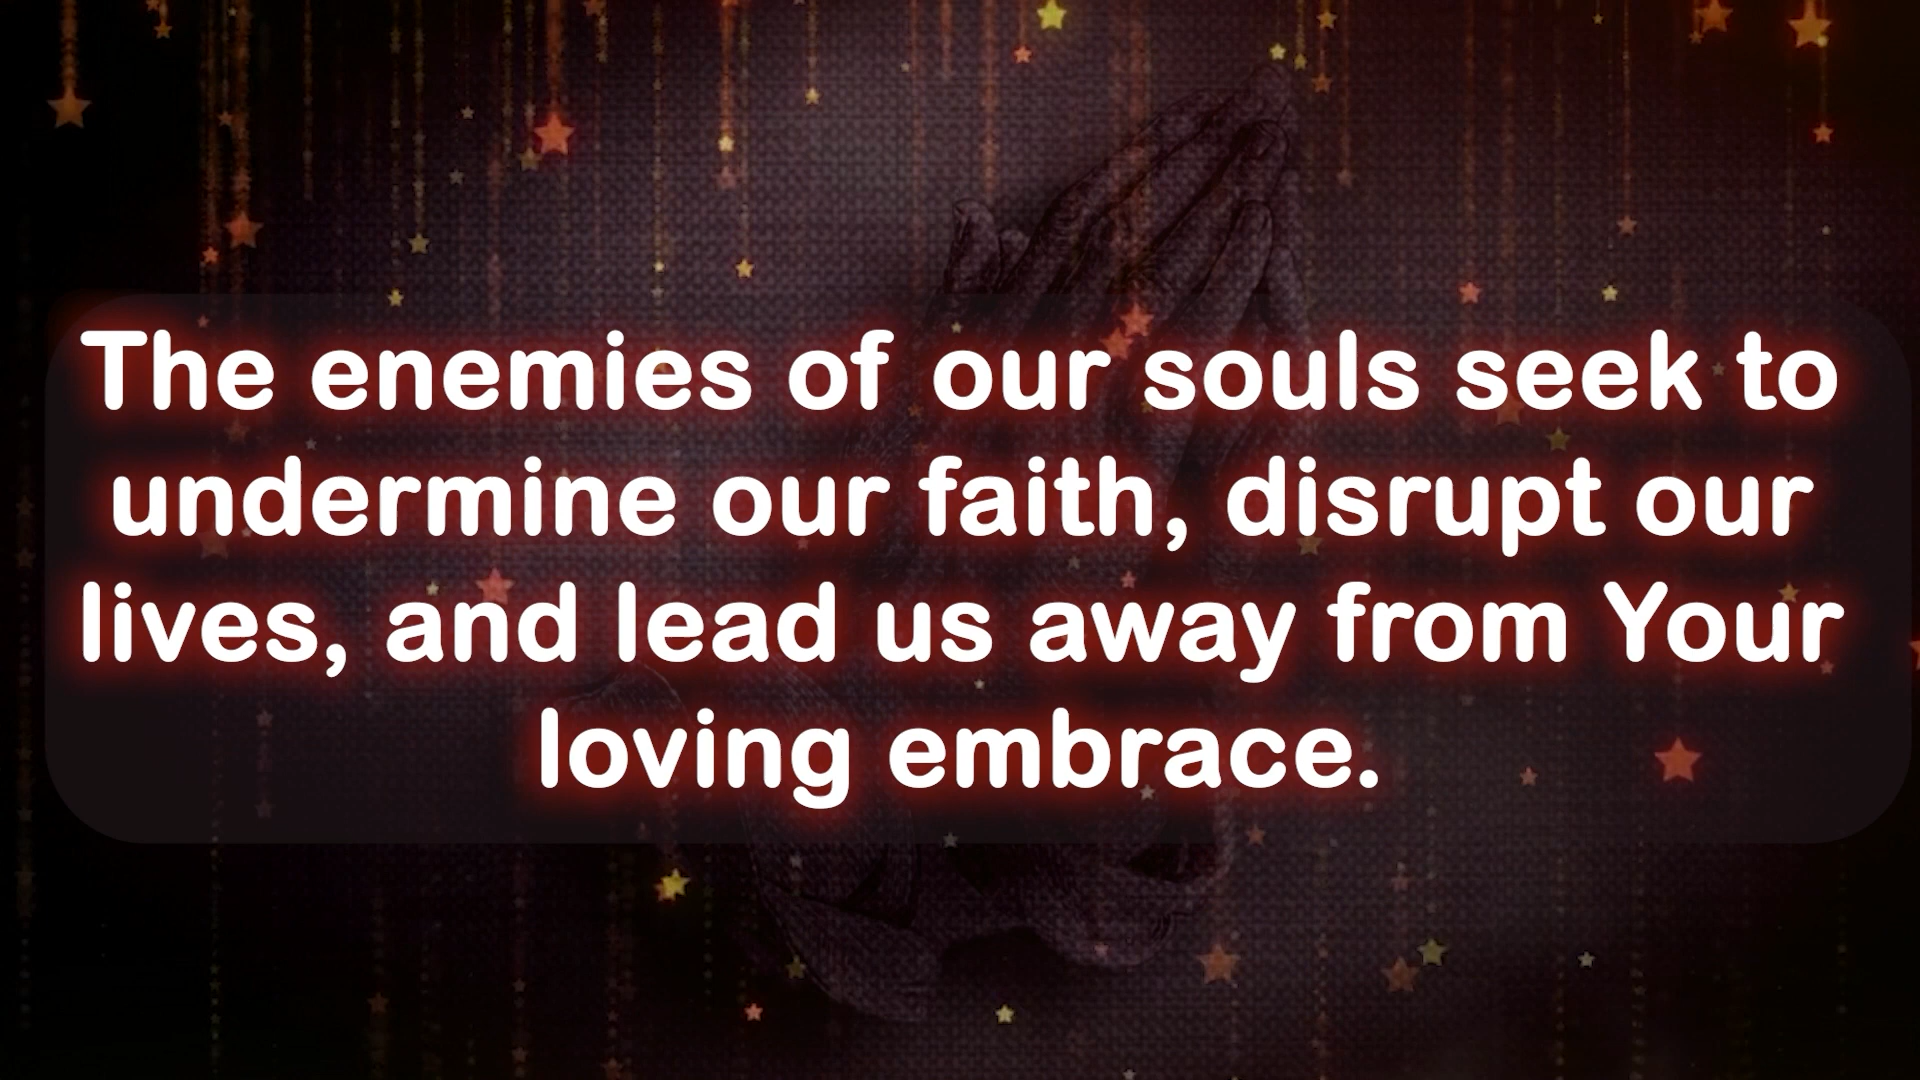 The enemies of our souls seek to
undermine our faith, disrupt our
lives, and lead us away from Your
loving embrace.